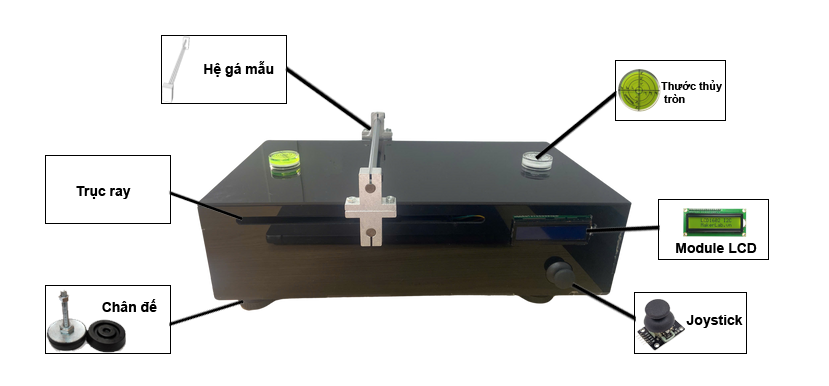 Hệ gá mẫu
Thước thủy
tròn
Trục ray
Module LCD
Chân đế
Joystick